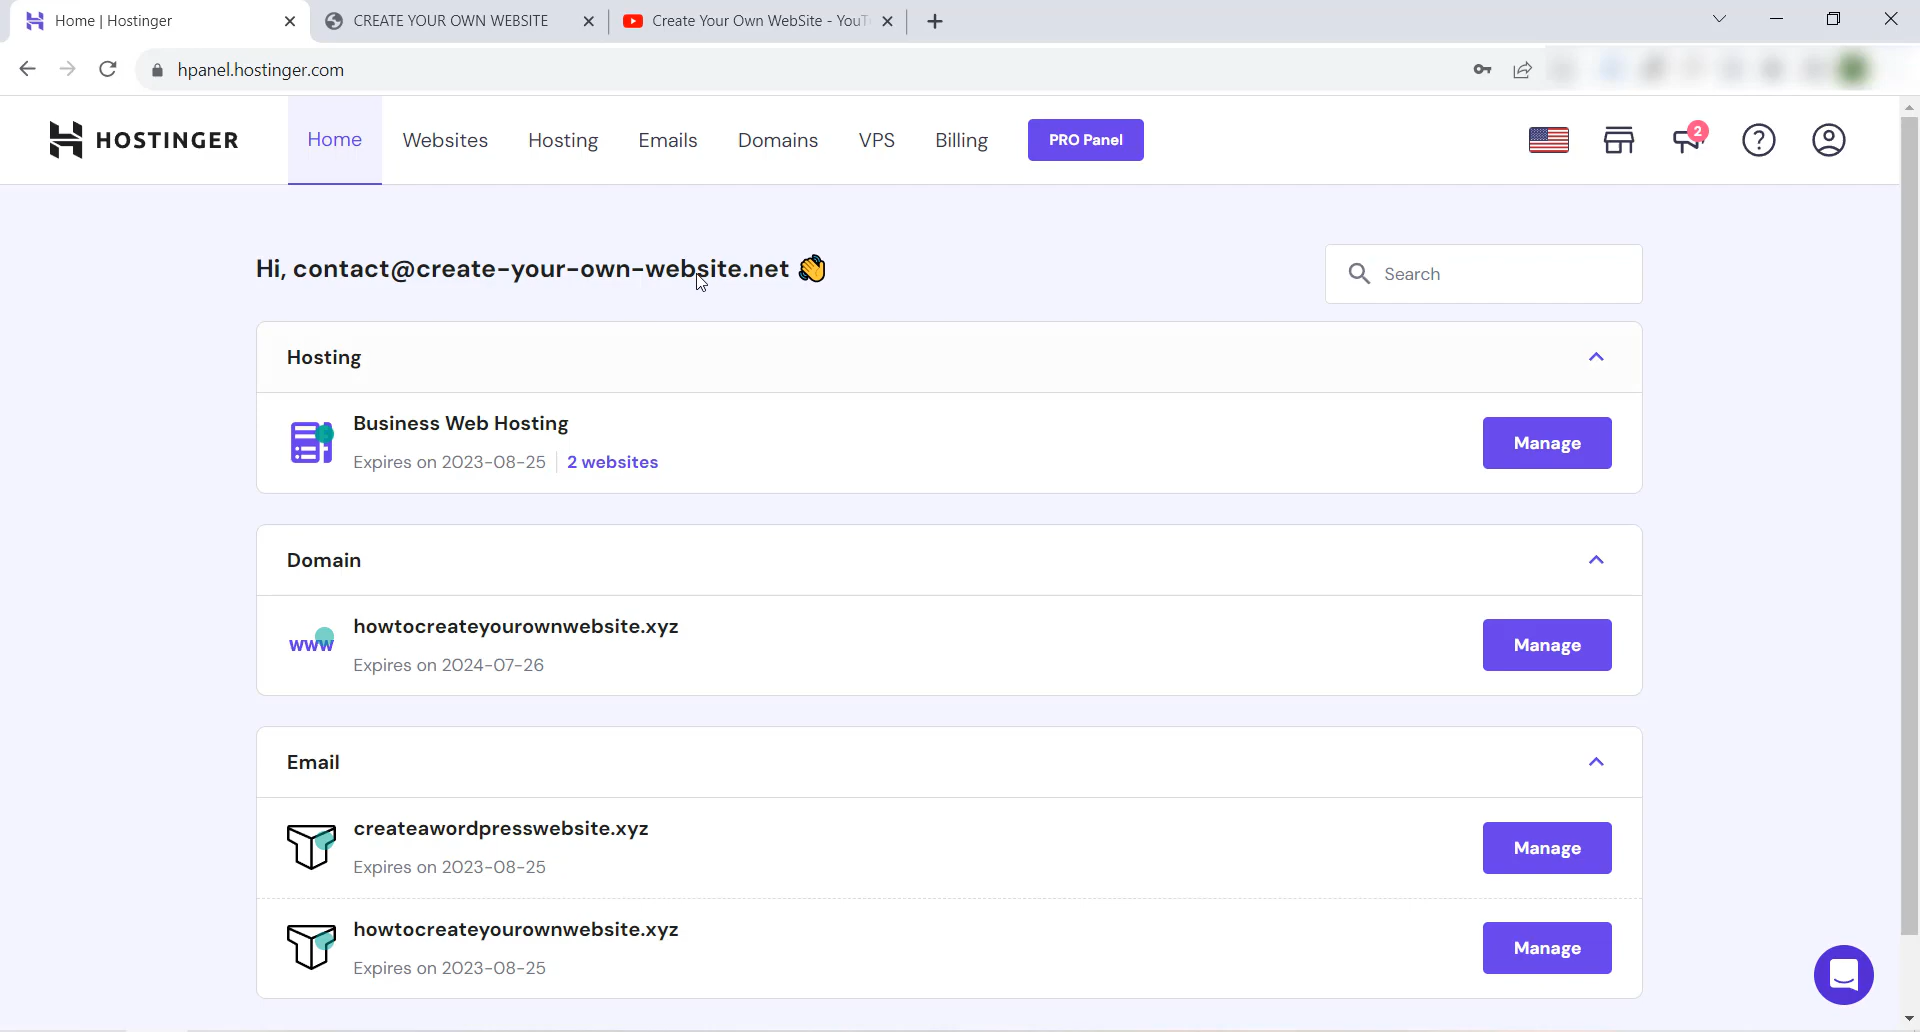 Home | Hostinger
CREATE YOUR OWN WEBSITE
Create Your Own WebSite - YouT
hpanel.hostinger.com
HOSTINGER
Home
Websites
Hosting
Emails
Domains
VPS
Billing
PRO Panel
2
Hi, contact@create-your-own-website.net 👋
Search
Hosting
Business Web Hosting
Expires on 2023-08-25
2 websites
Manage
Domain
www
howtocreateyourownwebsite.xyz
Expires on 2024-07-26
Manage
Email
createawordpresswebsite.xyz
Expires on 2023-08-25
Manage
howtocreateyourownwebsite.xyz
Expires on 2023-08-25
Manage